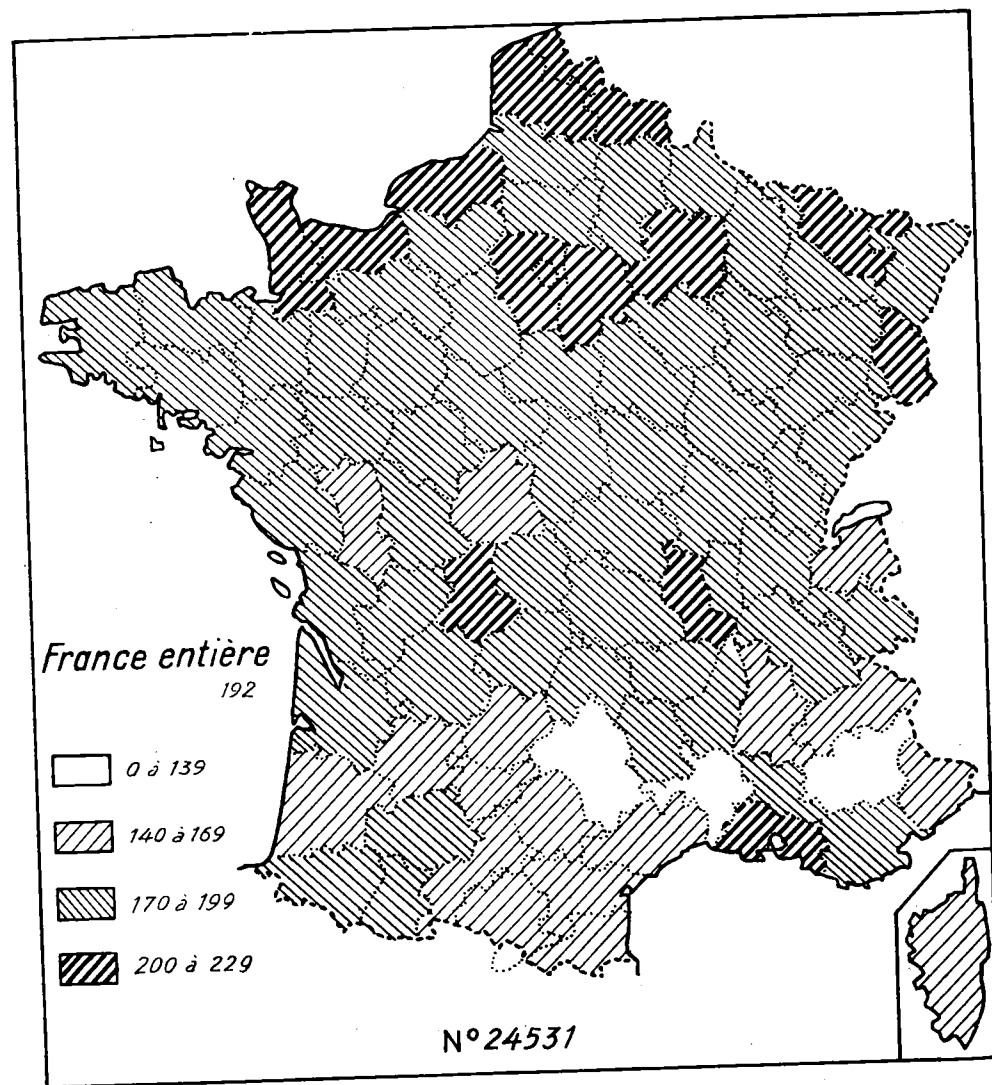 France entière
192
0 à 139
140 à 169
170 à 199
200 à 229
N° 24531